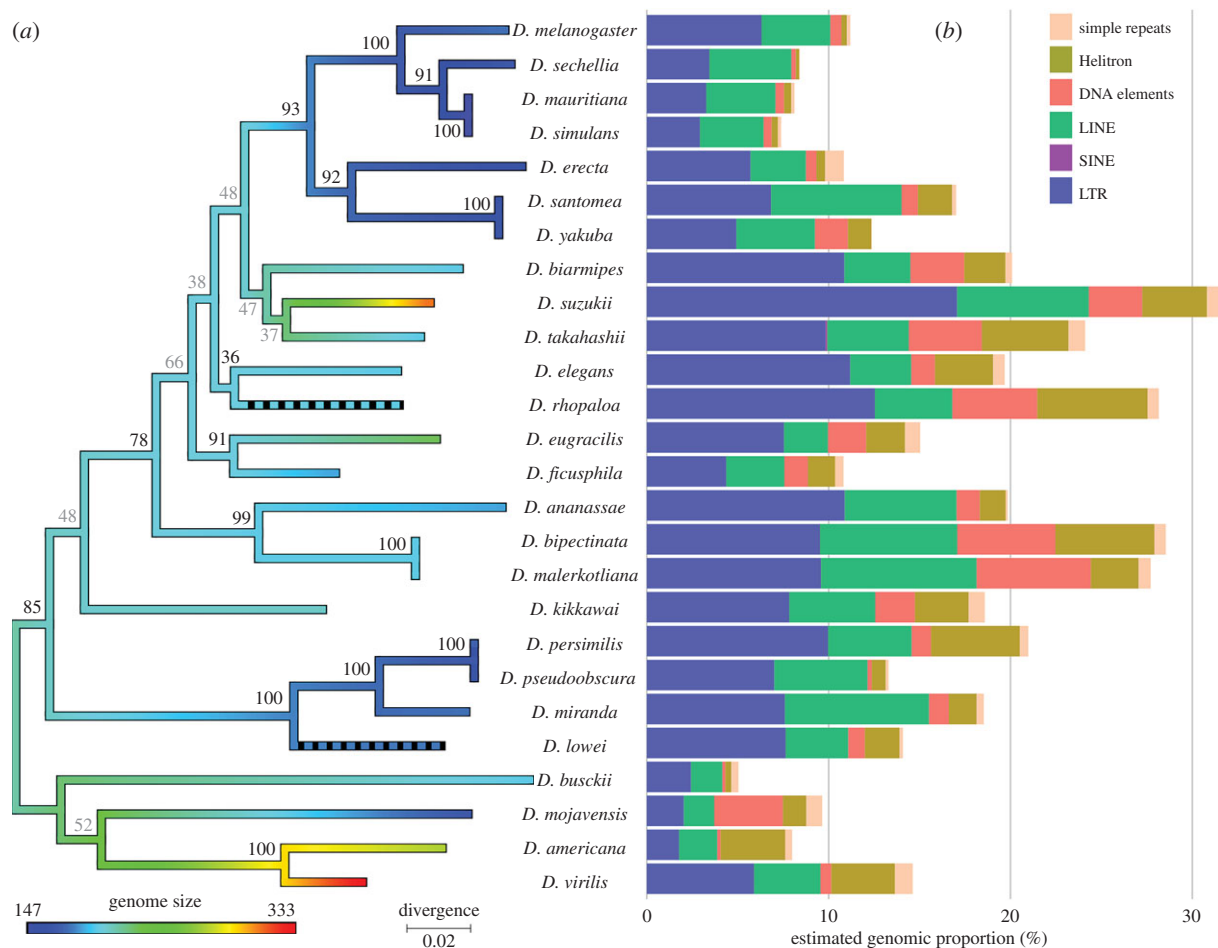 (a)
(b)
100
D. melanogaster
91
D. sechellia
D. mauritiana
100
D. simulans
93
D. erecta
92
100
D. santomea
D. yakuba
48
D. biarmipes
47
D. suzukii
37
D. takahashii
38
36
D. elegans
D. rhopaloa
66
91
D. eugracilis
D. ficusphila
78
99
D. ananassae
100
D. bipectinata
D. malerkotliana
48
D. kikkawai
85
100
D. persimilis
100
D. pseudoobscura
100
D. miranda
D. lowei
D. busckii
52
D. mojavensis
100
D. americana
D. virilis
genome size
147
333
divergence
0.02
simple repeats
Helitron
DNA elements
LINE
SINE
LTR
0
10
20
30
estimated genomic proportion (%)